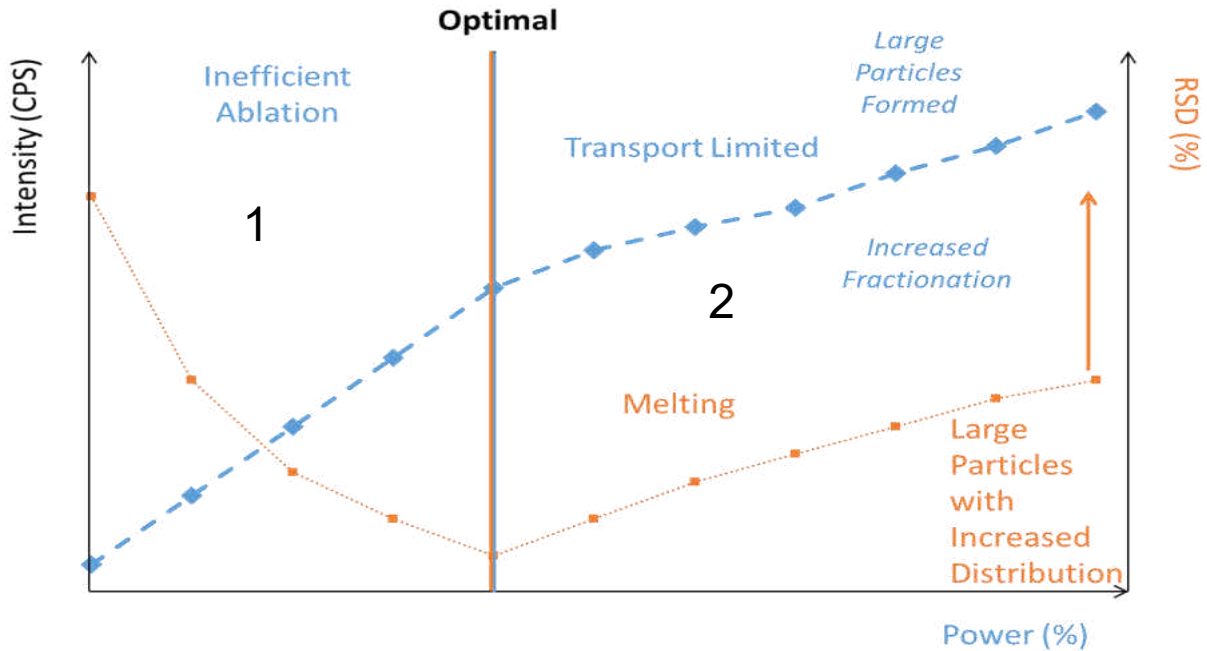 Optimal
Intensity (CPS)
Inefficient
Ablation
Large
Particles
Formed
RSD (%)
Transport Limited
1
Increased
Fractionation
2
Melting
Large
Particles
with
Increased
Distribution
Power (%)